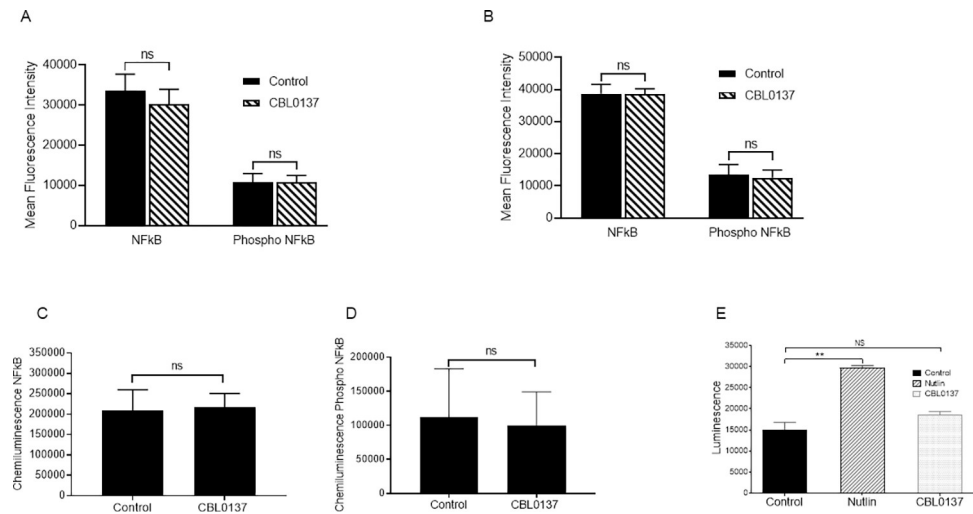 A
Mean Fluorescence Intensity
40000
30000
20000
10000
0
ns
ns
NFkB
Phospho NFkB
Control
CBL0137
B
Mean Fluorescence Intensity
50000
40000
30000
20000
10000
0
ns
ns
NFkB
Phospho NFkB
Control
CBL0137
C
Chemiluminescence NFkB
350000
300000
250000
200000
150000
100000
50000
0
ns
Control
CBL0137
D
Chemiluminescence Phospho NFkB
200000
150000
100000
50000
0
ns
Control
CBL0137
E
Luminescence
35000
30000
25000
20000
15000
10000
5000
0
NS
**
Control
Nutlin
CBL0137
Control
Nutlin
CBL0137